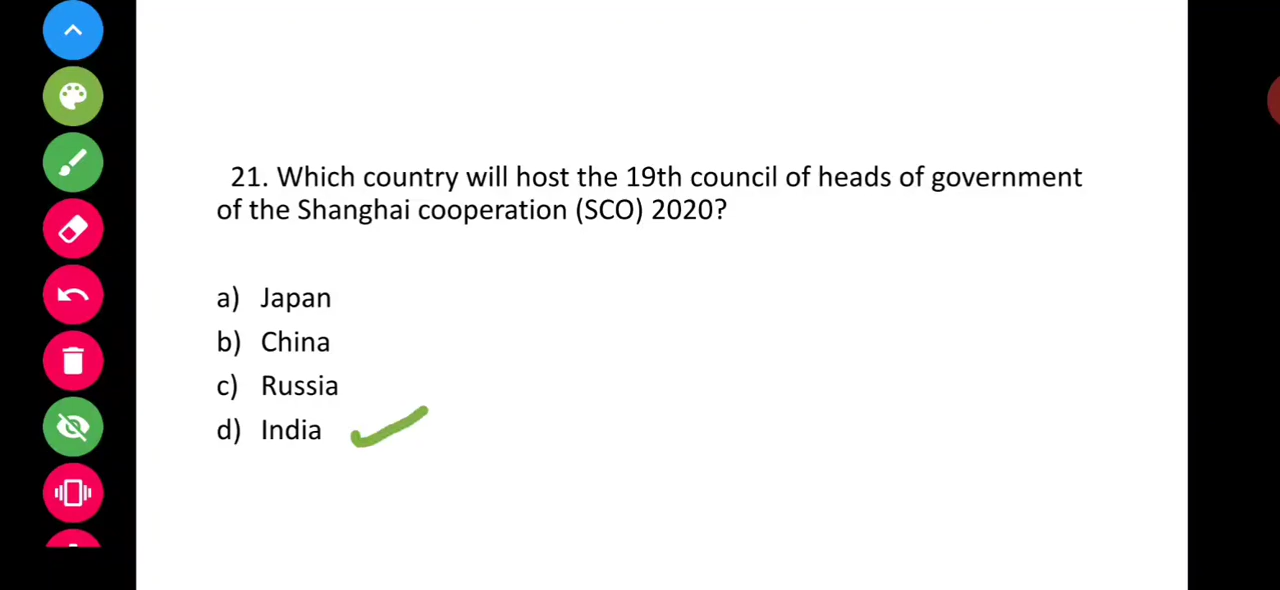 21. Which country will host the 19th council of heads of government
of the Shanghai cooperation (SCO) 2020?
a) Japan
b) China
c) Russia
d) India